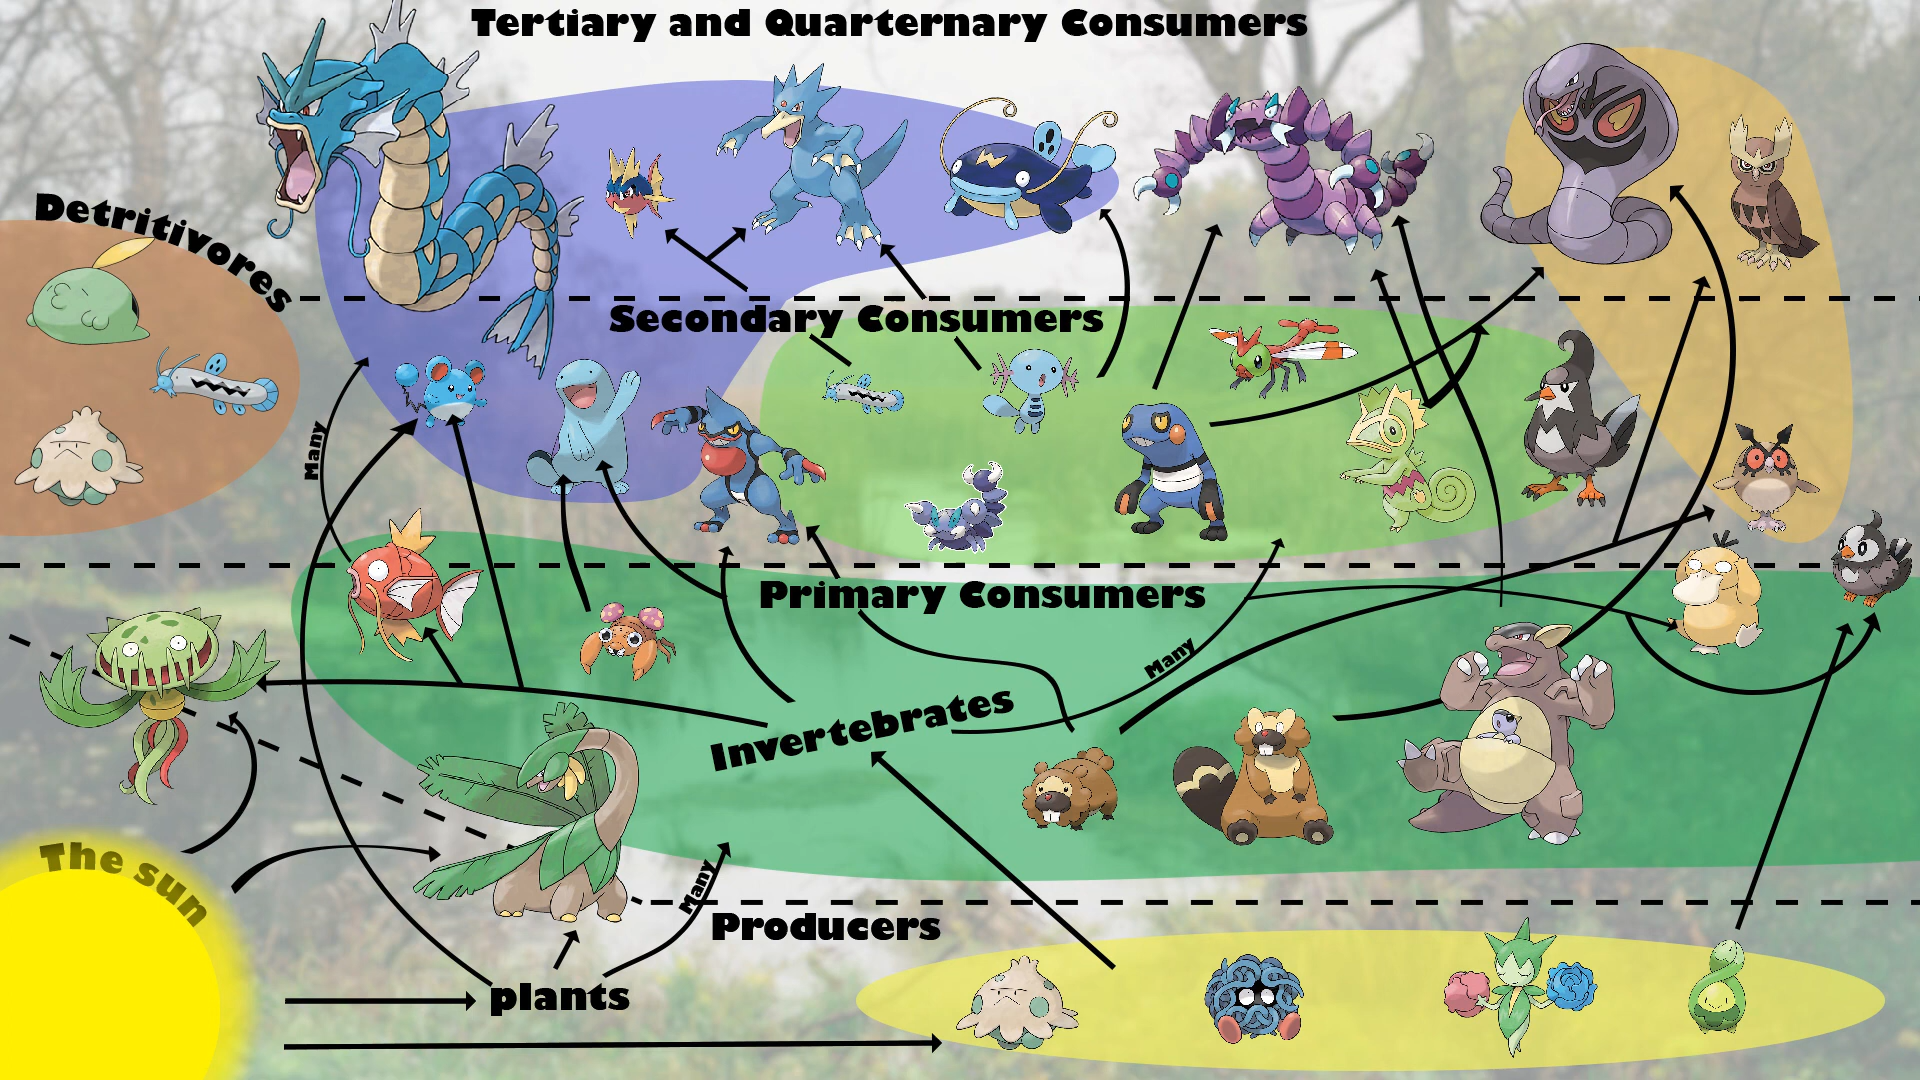 Tertiary and Quarternary Consumers
Detritivores
Secondary Consumers
Many
Primary Consumers
Many
Invertebrates
The sun
Many
Producers
plants